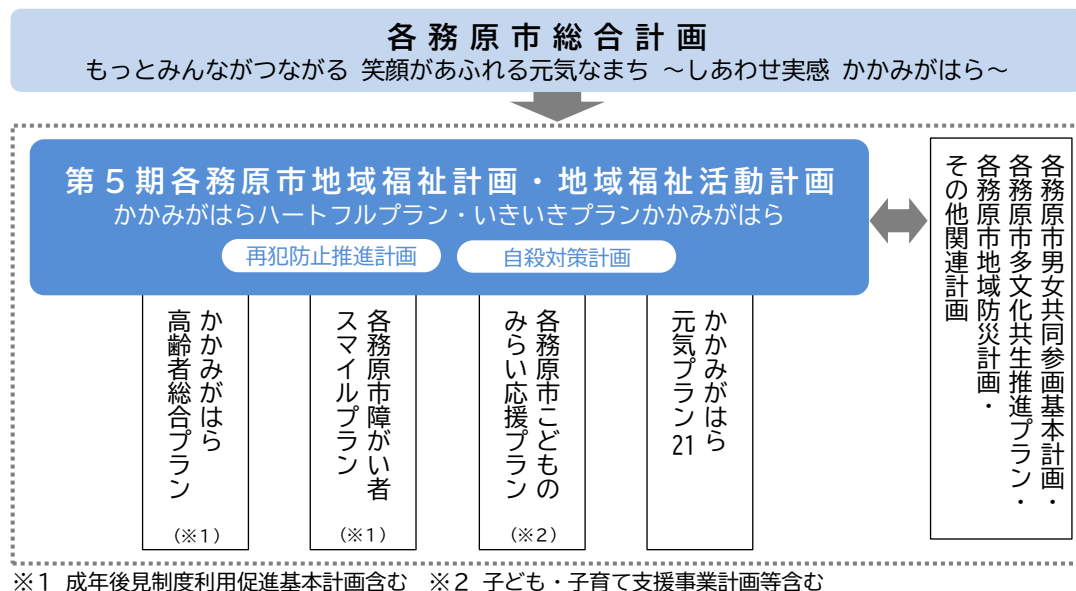 各務原市総合計画
もっとみんながつながる 笑顔があふれる元気なまち ～しあわせ実感 かかみがはら～
第5期各務原市地域福祉計画・地域福祉活動計画
かかみがはらハートフルプラン・いきいきプランかかみがはら
再犯防止推進計画
自殺対策計画
かかみがはら
高齢者総合プラン
（※1）
各務原市障がい者
スマイルプラン
（※1）
各務原市こどもの
みらい応援プラン
（※2）
かかみがはら
元気プラン21
各務原市男女共同参画基本計画・
各務原市多文化共生推進プラン・
各務原市地域防災計画・
その他関連計画
※1 成年後見制度利用促進基本計画含む ※2 子ども・子育て支援事業計画等含む